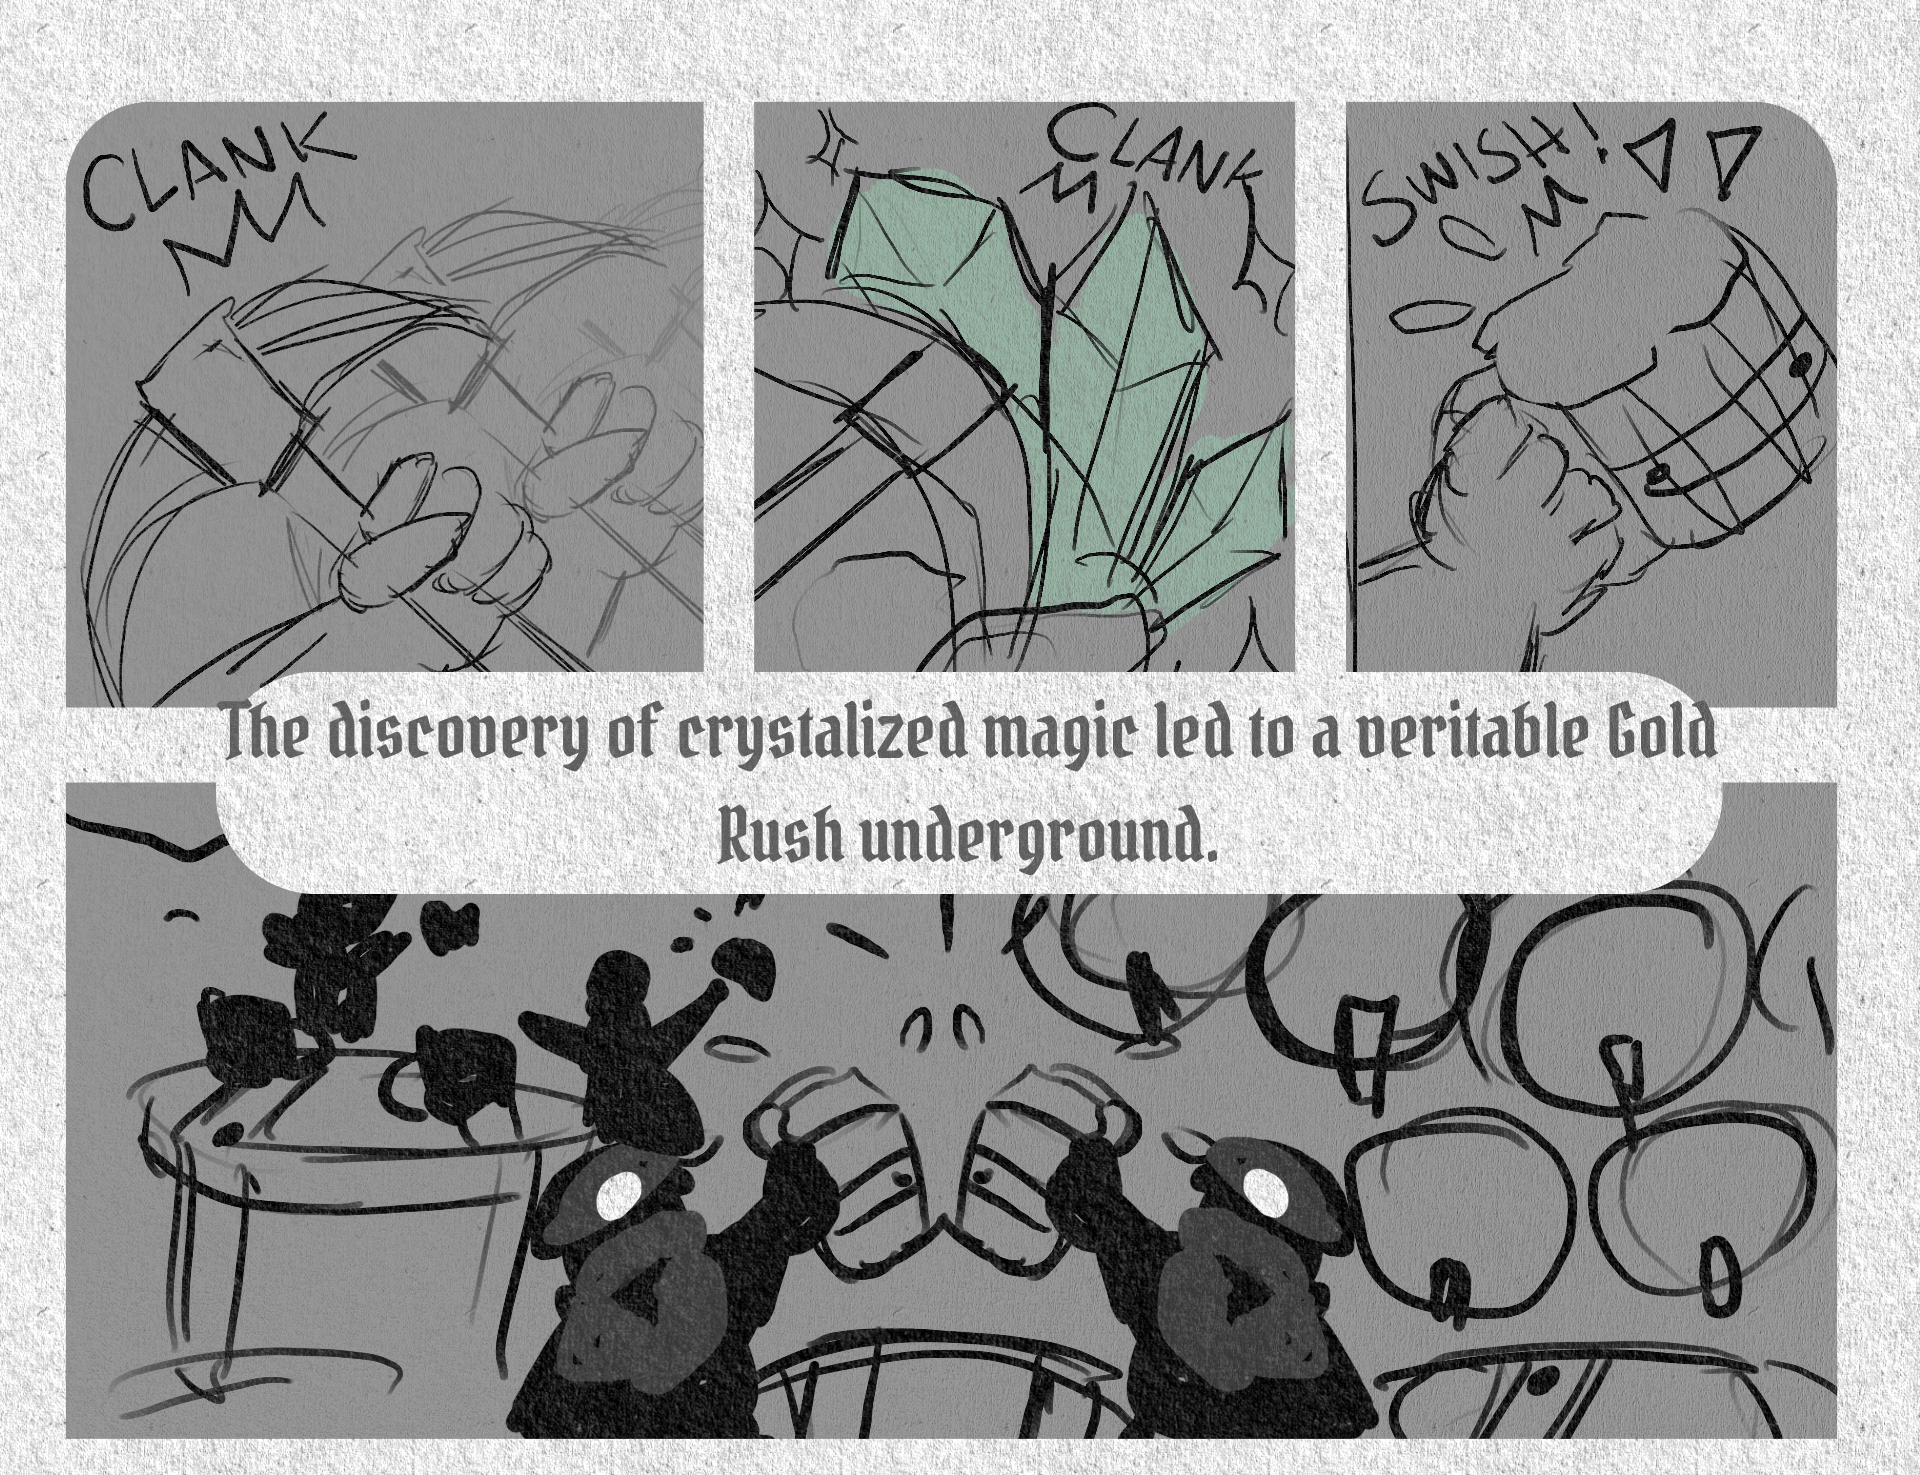 CLANK
CLANK
SWISH!
The discovery of crystalized magic led to a veritable Gold
Rush underground.